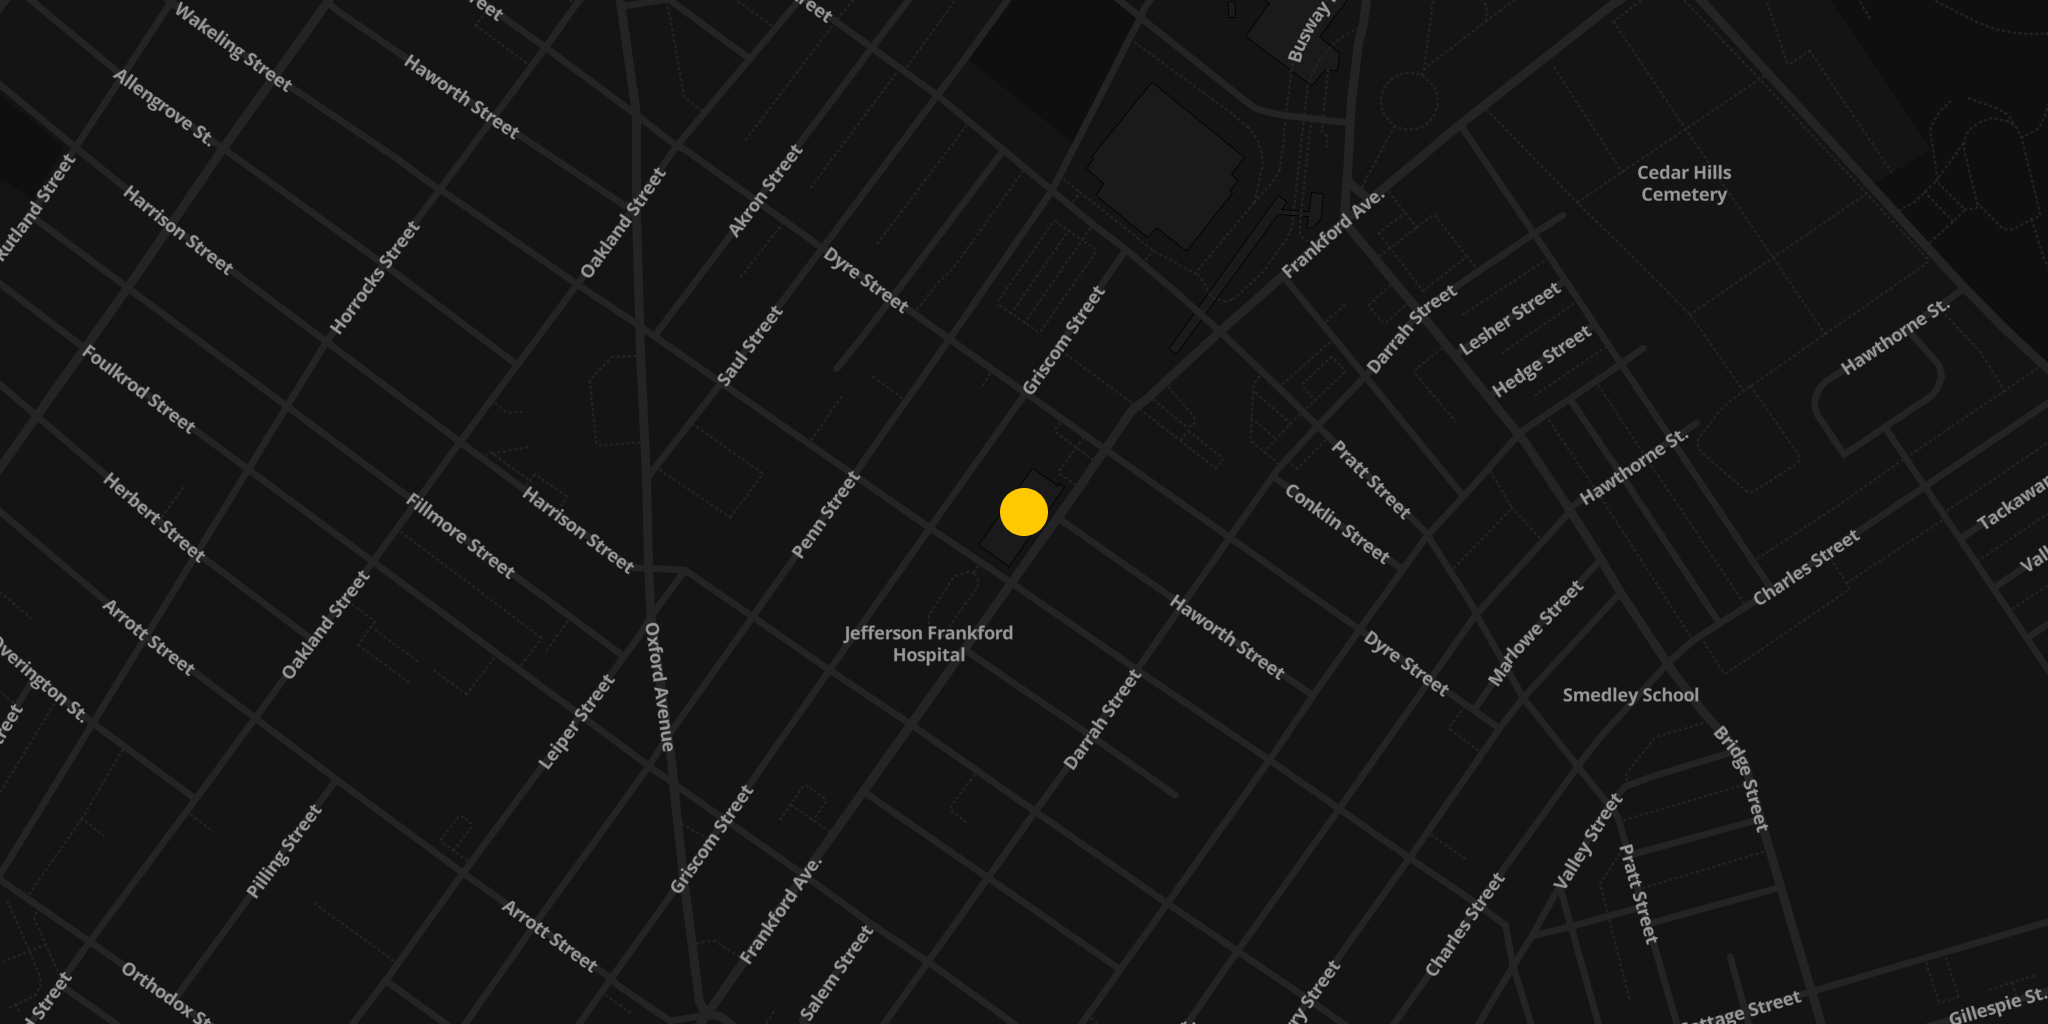 Wakeling Street
Haworth Street
Busway
Allengrove St.
Rutland Street
Harrison Street
Horrocks Street
Oakland Street
Akron Street
Dyre Street
Saul Street
Griscom Street
Frankford Ave.
Cedar Hills
Cemetery
Darrah Street
Lesher Street
Hedge Street
Hawthorne St.
Foulkrod Street
Herbert Street
Fillmore Street
Harrison Street
Penn Street
Pratt Street
Conklin Street
Hawthorne St.
Charles Street
Arrott Street
Oakland Street
Overington St.
Leiper Street
Oxford Avenue
Jefferson Frankford
Hospital
Haworth Street
Dyre Street
Marlowe Street
Smedley School
Darrah Street
Bridge Street
Valley Street
Pratt Street
Pilling Street
Griscom Street
Frankford Ave.
Arrott Street
Salem Street
Charles Street
Orthodox St
Street
Gillespie St.